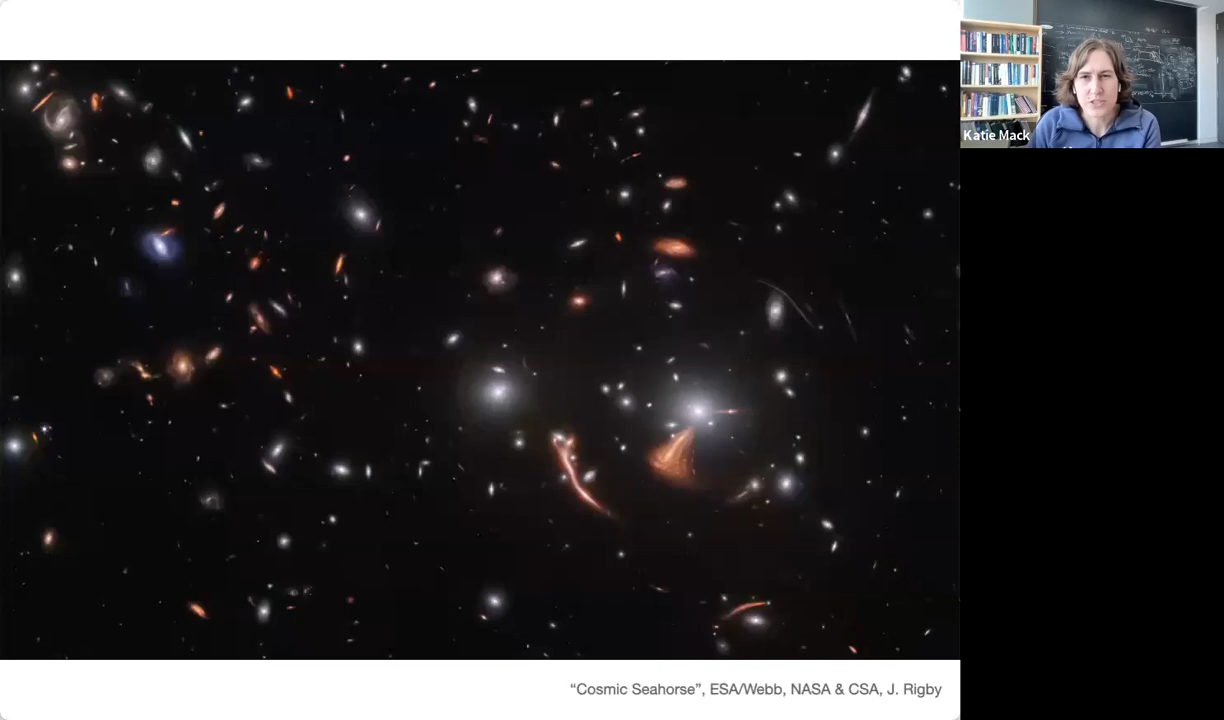 Katie Mack
“Cosmic Seahorse”, ESA/Webb, NASA & CSA, J. Rigby